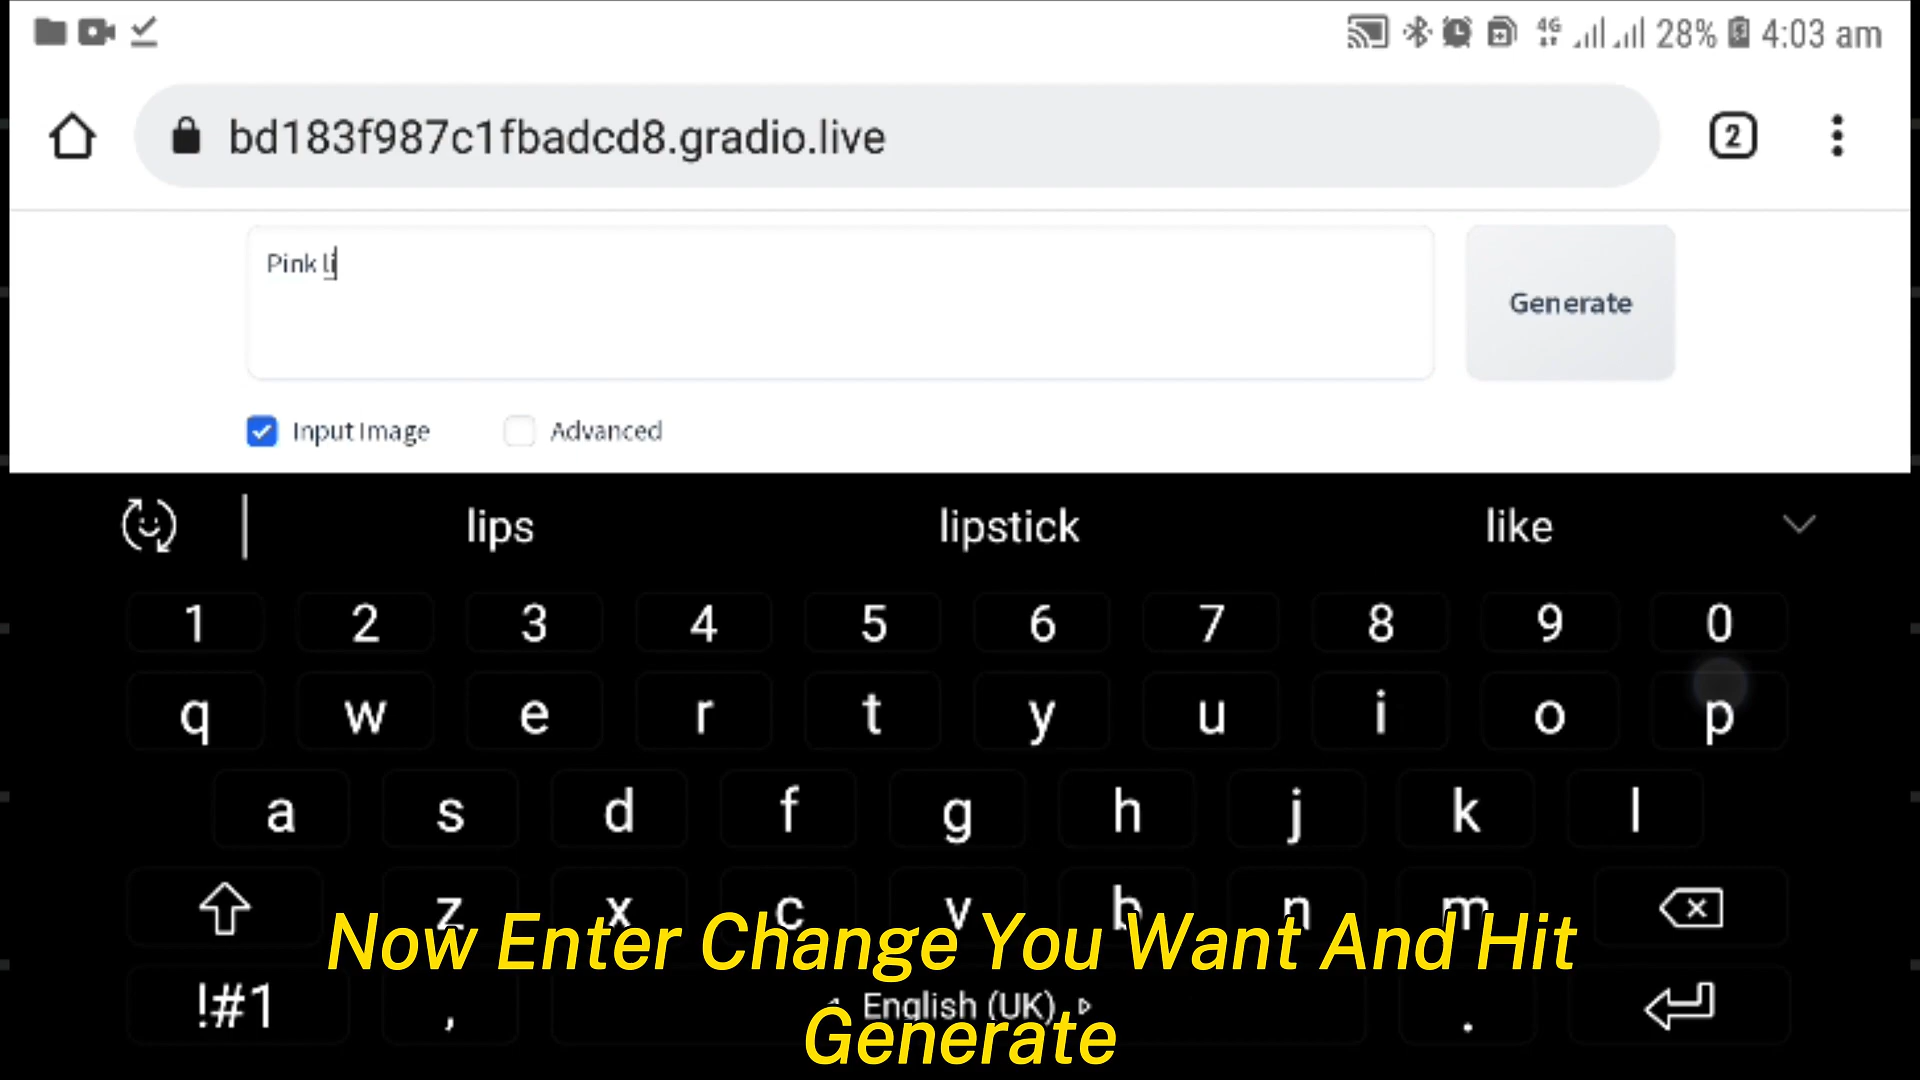 4G 28% 4:03 am
bd183f987c1fbadcd8.gradio.live 2
Pink li
Generate
Input Image Advanced
lips lipstick like
1 2 3 4 5 6 7 8 9 0
q w e r t y u i o p
a s d f g h j k l
z x c v b n m
Now Enter Change You Want And Hit
!#1 , English (UK) .
Generate